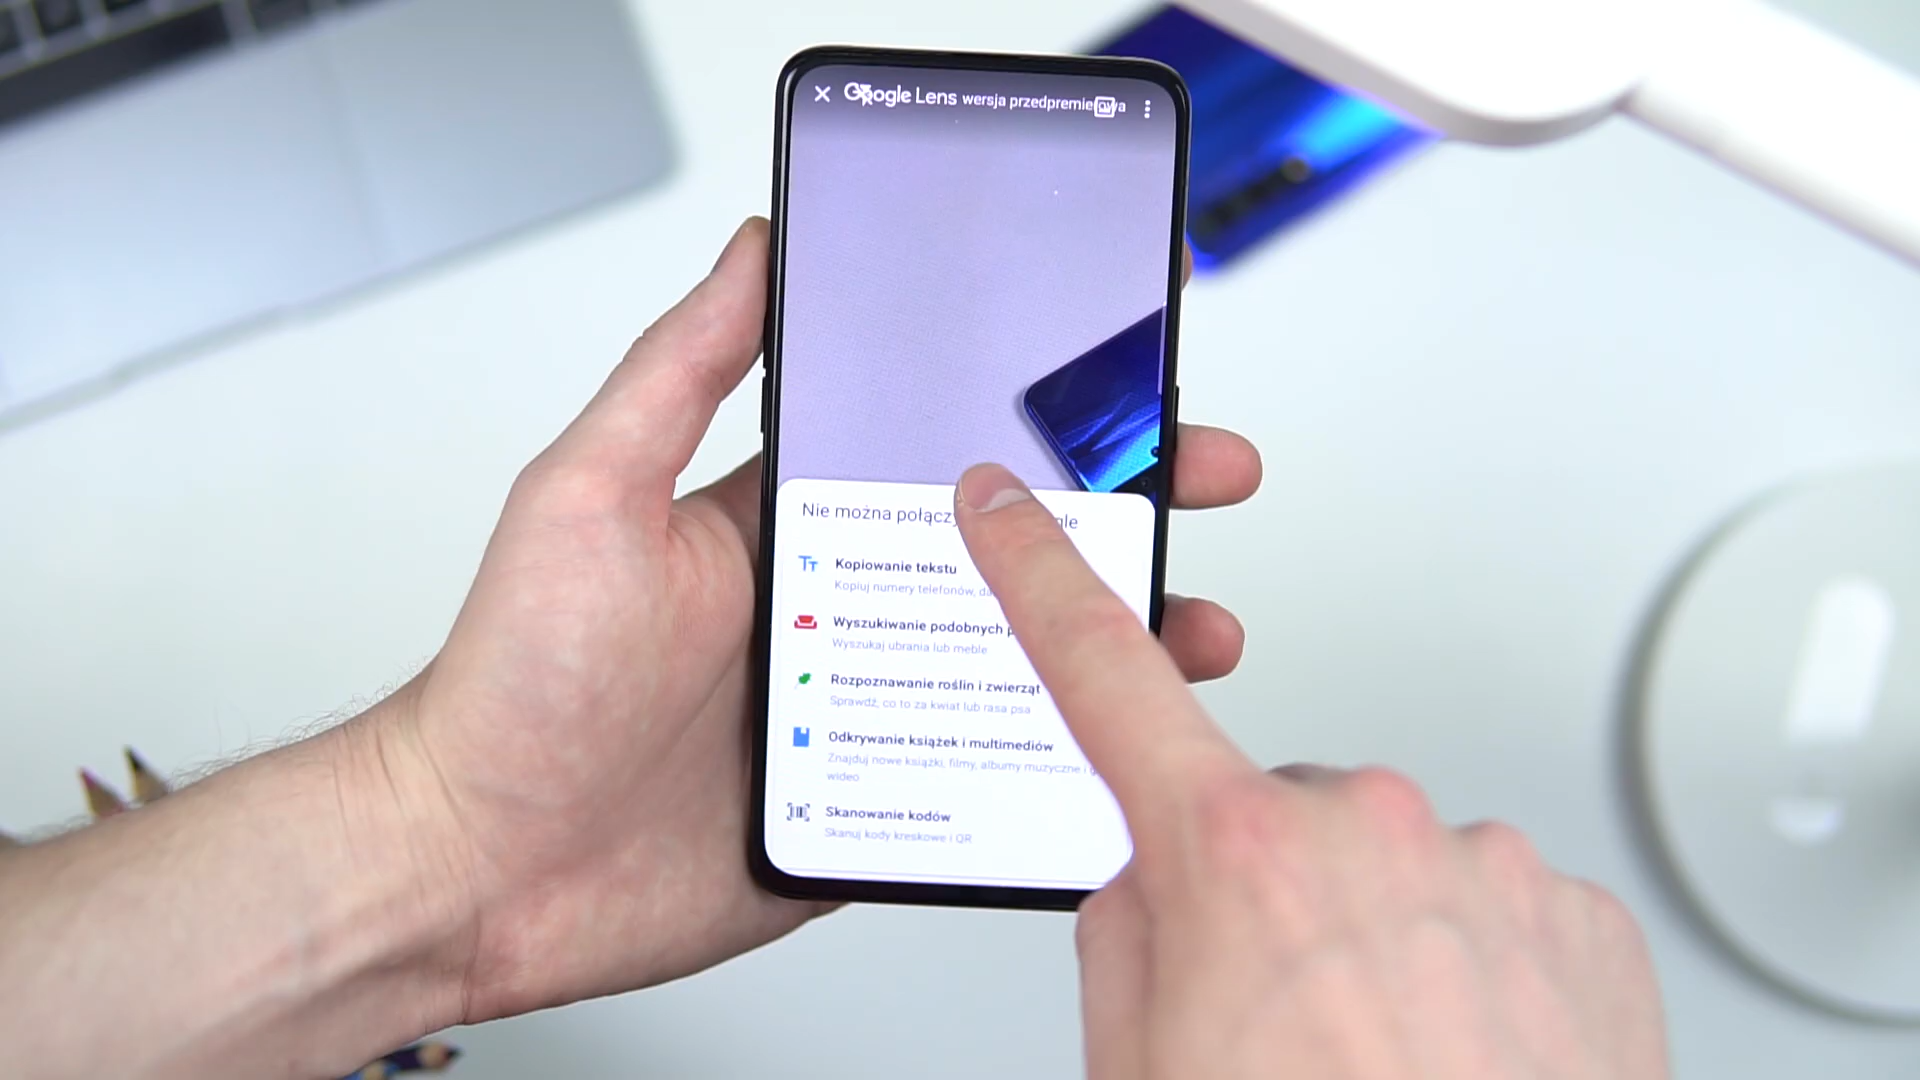 Google Lens wersja przedpremierowa
Nie można gle
Kopiowanie tekstu
Kopiuj numery telefonów,
Wyszukiwanie podobnych
Wyszukaj ubrania lub meble
Rozpoznawanie roślin i zwierząt
Sprawdź, co to za kwiat lub rasa psa
Odkrywanie książek i multimediów
Znajduj nowe książki, filmy, albumy muzyczne i
wideo
Skanowanie kodów
Skanuj kody kreskowe i QR